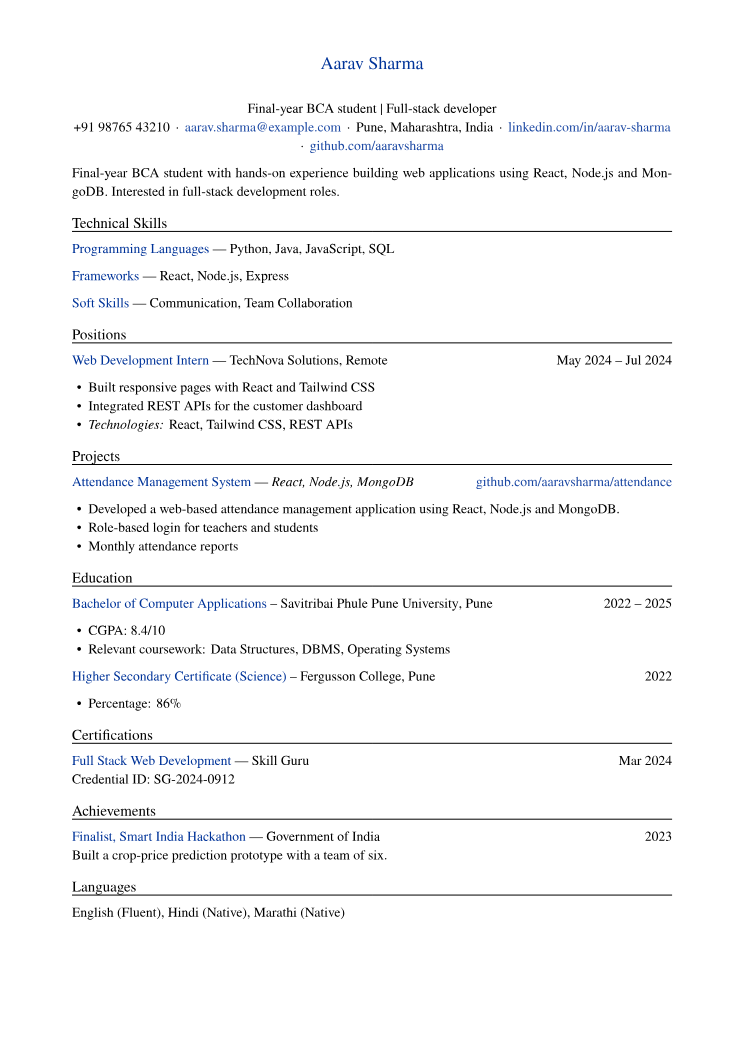 Aarav Sharma
Final-year BCA student | Full-stack developer
+91 98765 43210 · aarav.sharma@example.com · Pune, Maharashtra, India · linkedin.com/in/aarav-sharma
· github.com/aaravsharma
Final-year BCA student with hands-on experience building web applications using React, Node.js and Mon-
goDB. Interested in full-stack development roles.
Technical Skills
Programming Languages — Python, Java, JavaScript, SQL
Frameworks — React, Node.js, Express
Soft Skills — Communication, Team Collaboration
Positions
Web Development Intern — TechNova Solutions, Remote May 2024 – Jul 2024
• Built responsive pages with React and Tailwind CSS
• Integrated REST APIs for the customer dashboard
• Technologies: React, Tailwind CSS, REST APIs
Projects
Attendance Management System — React, Node.js, MongoDB github.com/aaravsharma/attendance
• Developed a web-based attendance management application using React, Node.js and MongoDB.
• Role-based login for teachers and students
• Monthly attendance reports
Education
Bachelor of Computer Applications – Savitribai Phule Pune University, Pune 2022 – 2025
• CGPA: 8.4/10
• Relevant coursework: Data Structures, DBMS, Operating Systems
Higher Secondary Certificate (Science) – Fergusson College, Pune 2022
• Percentage: 86%
Certifications
Full Stack Web Development — Skill Guru Mar 2024
Credential ID: SG-2024-0912
Achievements
Finalist, Smart India Hackathon — Government of India 2023
Built a crop-price prediction prototype with a team of six.
Languages
English (Fluent), Hindi (Native), Marathi (Native)